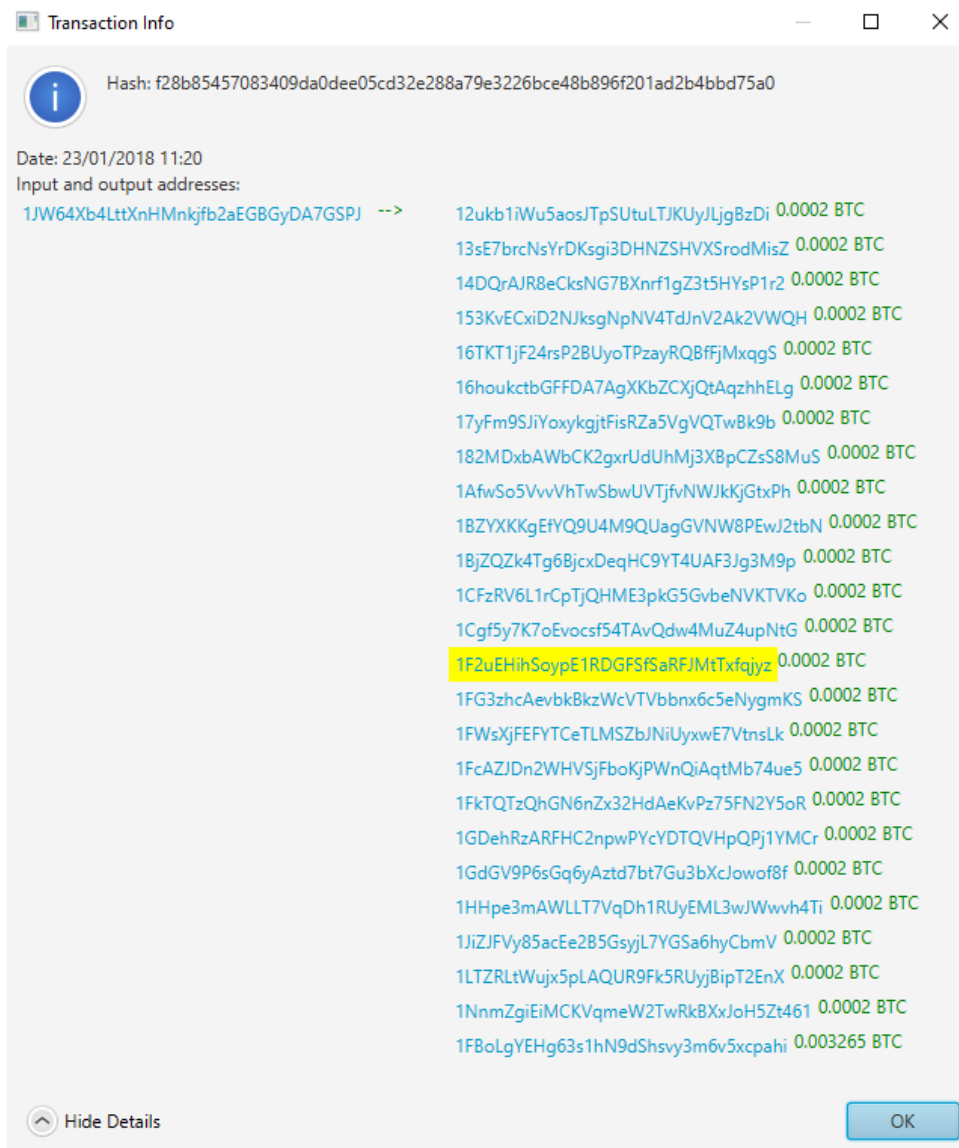 Transaction Info
Hash: f28b85457083409da0dee05cd32e288a79e3226bce48b896f201ad2b4bbd75a0
Date: 23/01/2018 11:20
Input and output addresses:
1JW64Xb4LttXnHMnkjfb2aEGBGyDA7GSPJ --> 12ukb1iWu5aosJTpSUtuLTJKUyJLjgBzDi 0.0002 BTC
13sE7brcNsYrDKsgi3DHNZSHVXSrodMisZ 0.0002 BTC
14DQrAJR8eCksNG7BXnrf1gZ3t5HYsP1r2 0.0002 BTC
153KvECxiD2NJksgNpNV4TdJnV2Ak2VWQH 0.0002 BTC
16TKT1jF24rsP2BUyoTPzayRQBfFjMxqgS 0.0002 BTC
16houkctbGFFDA7AgXKbZCXjQtAqzhhELg 0.0002 BTC
17yFm9SJiYoxykgjtFisRZa5VgVQTwBk9b 0.0002 BTC
182MDxbAWbCK2gxrUdUhMj3XBpCZsS8MuS 0.0002 BTC
1AfwSo5VvvVhTwSbwUVTjfvNWJkKjGtxPh 0.0002 BTC
1BZYXKKgEfYQ9U4M9QUagGVNW8PEwJ2tbN 0.0002 BTC
1BjZQZk4Tg6BjcxDeqHC9YT4UAF3Jg3M9p 0.0002 BTC
1CFzRV6L1rCpTjQHME3pkG5GvbeNVKTVKo 0.0002 BTC
1Cgf5y7K7oEvocsf54TAvQdw4MuZ4upNtG 0.0002 BTC
1F2uEHihSoypE1RDGFSfSaRFJMtTxfqjyz 0.0002 BTC
1FG3zhcAevbkBkzWcVTVbbnx6c5eNygmKS 0.0002 BTC
1FWsXjFEFYTCeTLMSZbJNiUyxwE7VtnsLk 0.0002 BTC
1FcAZJDn2WHVSjFboKjPWnQiAqtMb74ue5 0.0002 BTC
1FkTQTzQhGN6nZx32HdAeKvPz75FN2Y5oR 0.0002 BTC
1GDehRzARFHC2npwPYcYDTQVHpQPj1YMCr 0.0002 BTC
1GdGV9P6sGq6yAztd7bt7Gu3bXcJowof8f 0.0002 BTC
1HHpe3mAWLLT7VqDh1RUyEML3wJWwvh4Ti 0.0002 BTC
1JiZJFVy85acEe2B5GsyjL7YGSa6hyCbmV 0.0002 BTC
1LTZRLtWujx5pLAQUR9Fk5RUyjBipT2EnX 0.0002 BTC
1NnmZgiEiMCKVqmeW2TwRkBXxJoH5Zt461 0.0002 BTC
1FBoLgYEHg63s1hN9dShsvy3m6v5xcpahi 0.003265 BTC
Hide Details
OK